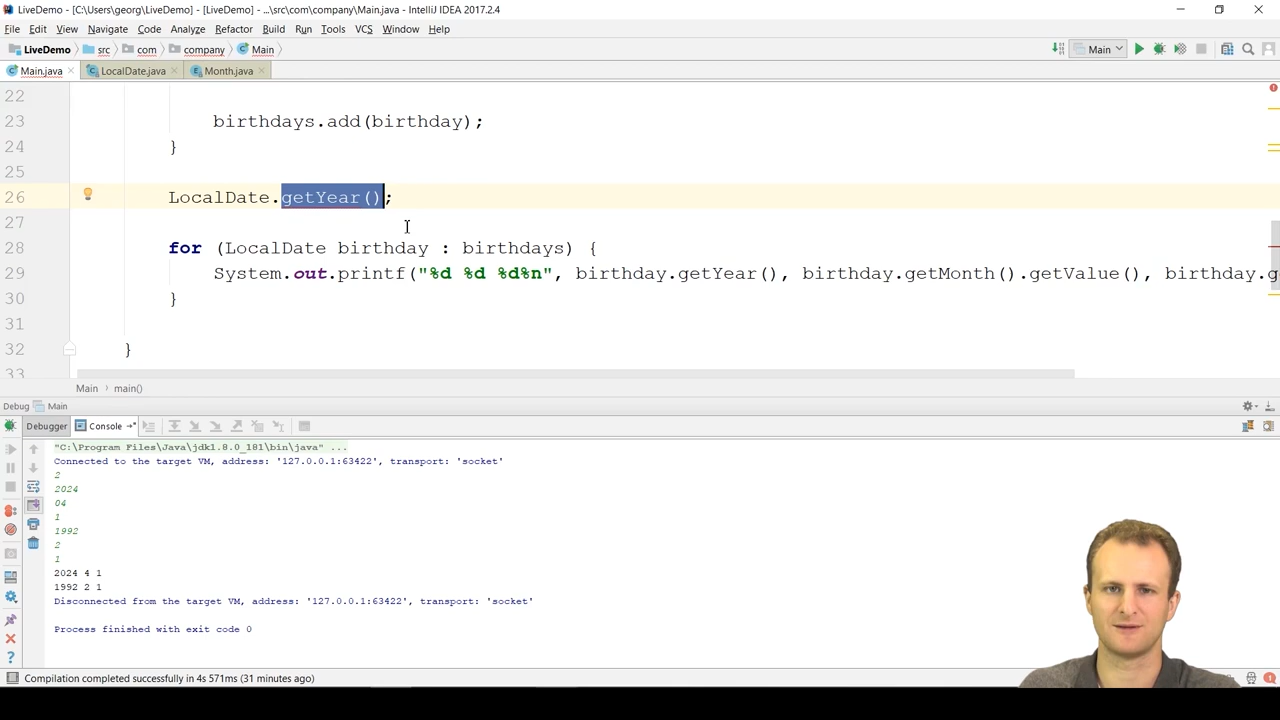 LiveDemo - [C:\Users\georg\LiveDemo] - [LiveDemo] - ...\src\com\company\Main.java - IntelliJ IDEA 2017.2.4
File Edit View Navigate Code Analyze Refactor Build Run Tools VCS Window Help
LiveDemo src com company Main Main
Main.java LocalDate.java Month.java
22
23 birthdays.add(birthday);
24 }
25
26 LocalDate.getYear();
27
28 for (LocalDate birthday : birthdays) {
29 System.out.printf("%d %d %d%n", birthday.getYear(), birthday.getMonth().getValue(), birthday.g
30 }
31
32 }
33
Main › main()
Debug Main
Debugger Console
"C:\Program Files\Java\jdk1.8.0_181\bin\java" ...
Connected to the target VM, address: '127.0.0.1:63422', transport: 'socket'
2
2024
04
1
1992
2
1
2024 4 1
1992 2 1
Disconnected from the target VM, address: '127.0.0.1:63422', transport: 'socket'
Process finished with exit code 0
Compilation completed successfully in 4s 571ms (31 minutes ago)